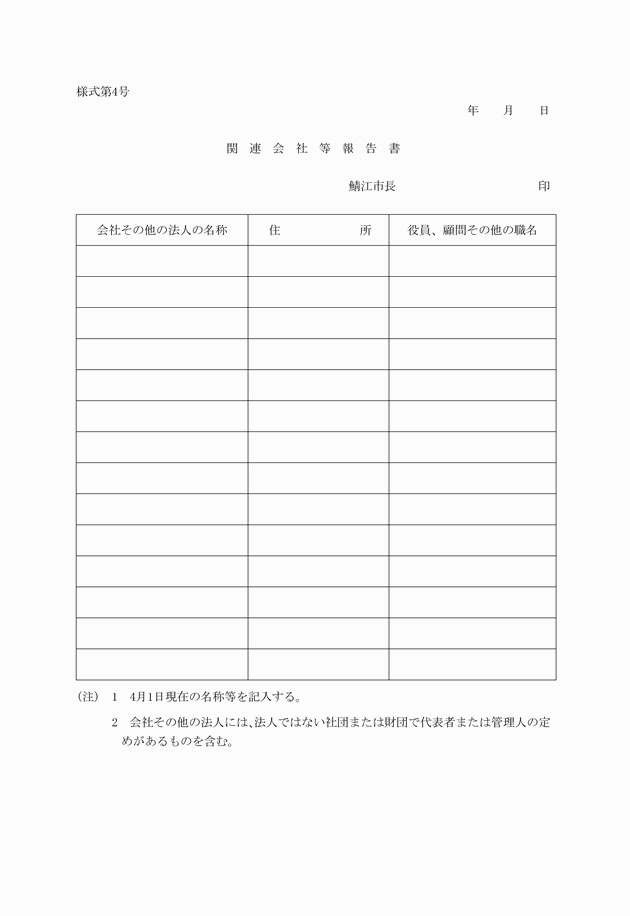 様式第4号
年　　月　　日
関　連　会　社　等　報　告　書
鯖江市長　　　　　　　　　　　　印
会社その他の法人の名称　住　　　　　　所　役員、顧問その他の職名
(注)　1　4月1日現在の名称等を記入する。
2　会社その他の法人には、法人ではない社団または財団で代表者または管理人の定
めがあるものを含む。